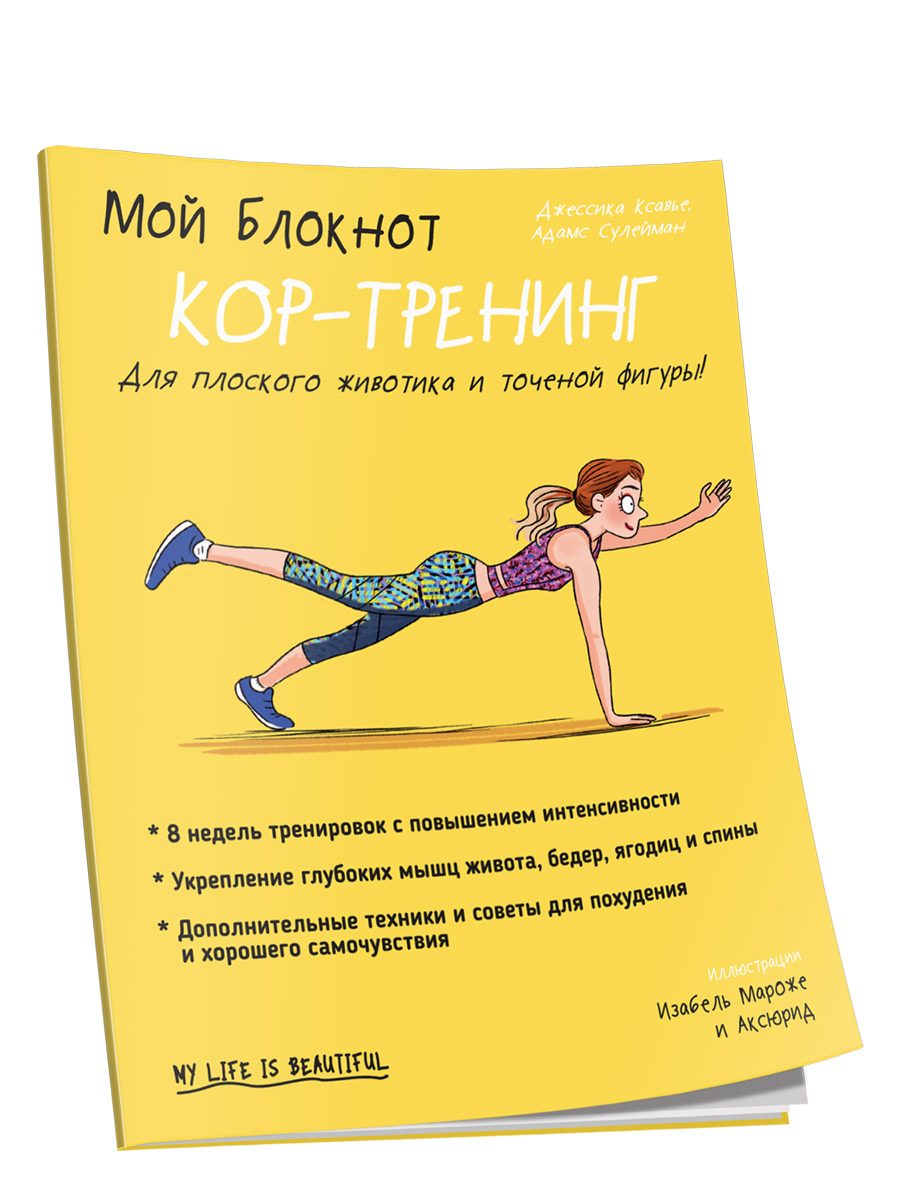 Мой Блокнот
Джессика Ксавье,
Адамс Сулейман
КОР-ТРЕНИНГ
Для плоского животика и точеной фигуры!
* 8 недель тренировок с повышением интенсивности
* Укрепление глубоких мышц живота, бедер, ягодиц и спины
* Дополнительные техники и советы для похудения
и хорошего самочувствия
Иллюстрации
Изабель Мароже
и Аксюрид
MY LIFE IS BEAUTIFUL